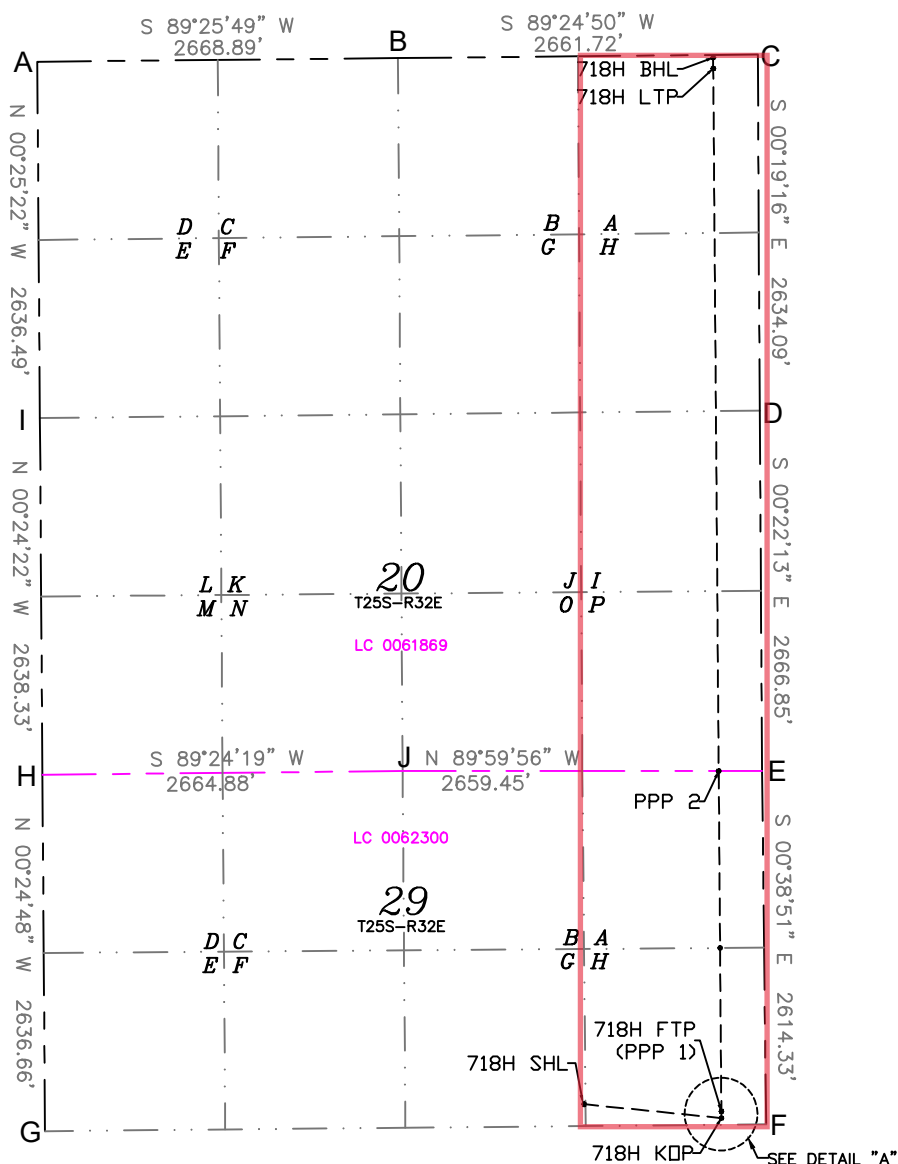 S 89°25'49" W
2668.89'
B
S 89°24'50" W
2661.72'
A
C
718H BHL
718H LTP
N 00°25'22" W 2636.49'
S 00°19'16" E 2634.09'
D C
E F
B A
G H
I
D
N 00°24'22" W 2638.33'
S 00°22'13" E 2666.85'
L K
M N
20
T25S-R32E
J I
O P
LC 0061869
H
S 89°24'19" W
2664.88'
J
N 89°59'56" W
2659.45'
E
PPP 2
LC 0062300
N 00°24'48" W 2636.66'
S 00°38'51" E 2614.33'
29
T25S-R32E
D C
E F
B A
G H
718H FTP
(PPP 1)
718H SHL
G
F
718H KOP
SEE DETAIL "A"